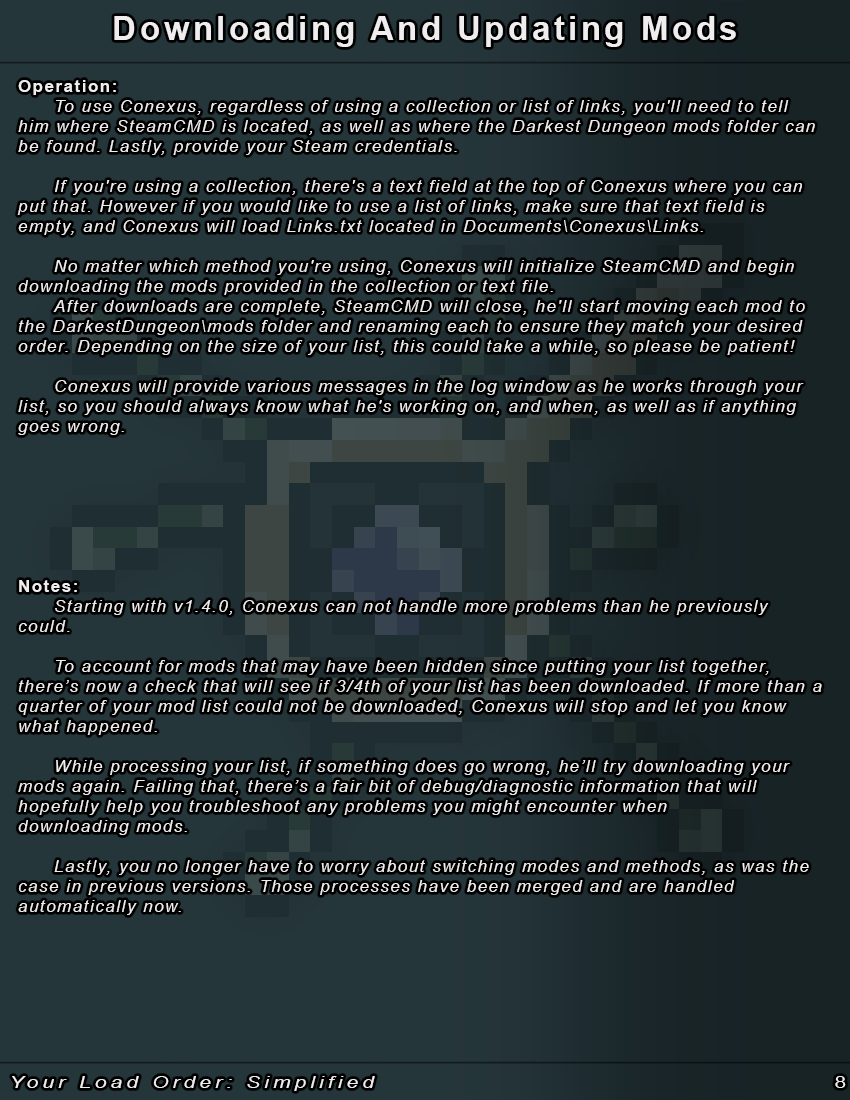 Downloading And Updating Mods
Operation:
To use Conexus, regardless of using a collection or list of links, you'll need to tell
him where SteamCMD is located, as well as where the Darkest Dungeon mods folder can
be found. Lastly, provide your Steam credentials.
If you're using a collection, there's a text field at the top of Conexus where you can
put that. However if you would like to use a list of links, make sure that text field is
empty, and Conexus will load Links.txt located in Documents\Conexus\Links.
No matter which method you're using, Conexus will initialize SteamCMD and begin
downloading the mods provided in the collection or text file.
After downloads are complete, SteamCMD will close, he'll start moving each mod to
the DarkestDungeon\mods folder and renaming each to ensure they match your desired
order. Depending on the size of your list, this could take a while, so please be patient!
Conexus will provide various messages in the log window as he works through your
list, so you should always know what he's working on, and when, as well as if anything
goes wrong.
Notes:
Starting with v1.4.0, Conexus can not handle more problems than he previously
could.
To account for mods that may have been hidden since putting your list together,
there’s now a check that will see if 3/4th of your list has been downloaded. If more than a
quarter of your mod list could not be downloaded, Conexus will stop and let you know
what happened.
While processing your list, if something does go wrong, he’ll try downloading your
mods again. Failing that, there’s a fair bit of debug/diagnostic information that will
hopefully help you troubleshoot any problems you might encounter when
downloading mods.
Lastly, you no longer have to worry about switching modes and methods, as was the
case in previous versions. Those processes have been merged and are handled
automatically now.
Your Load Order: Simplified
8